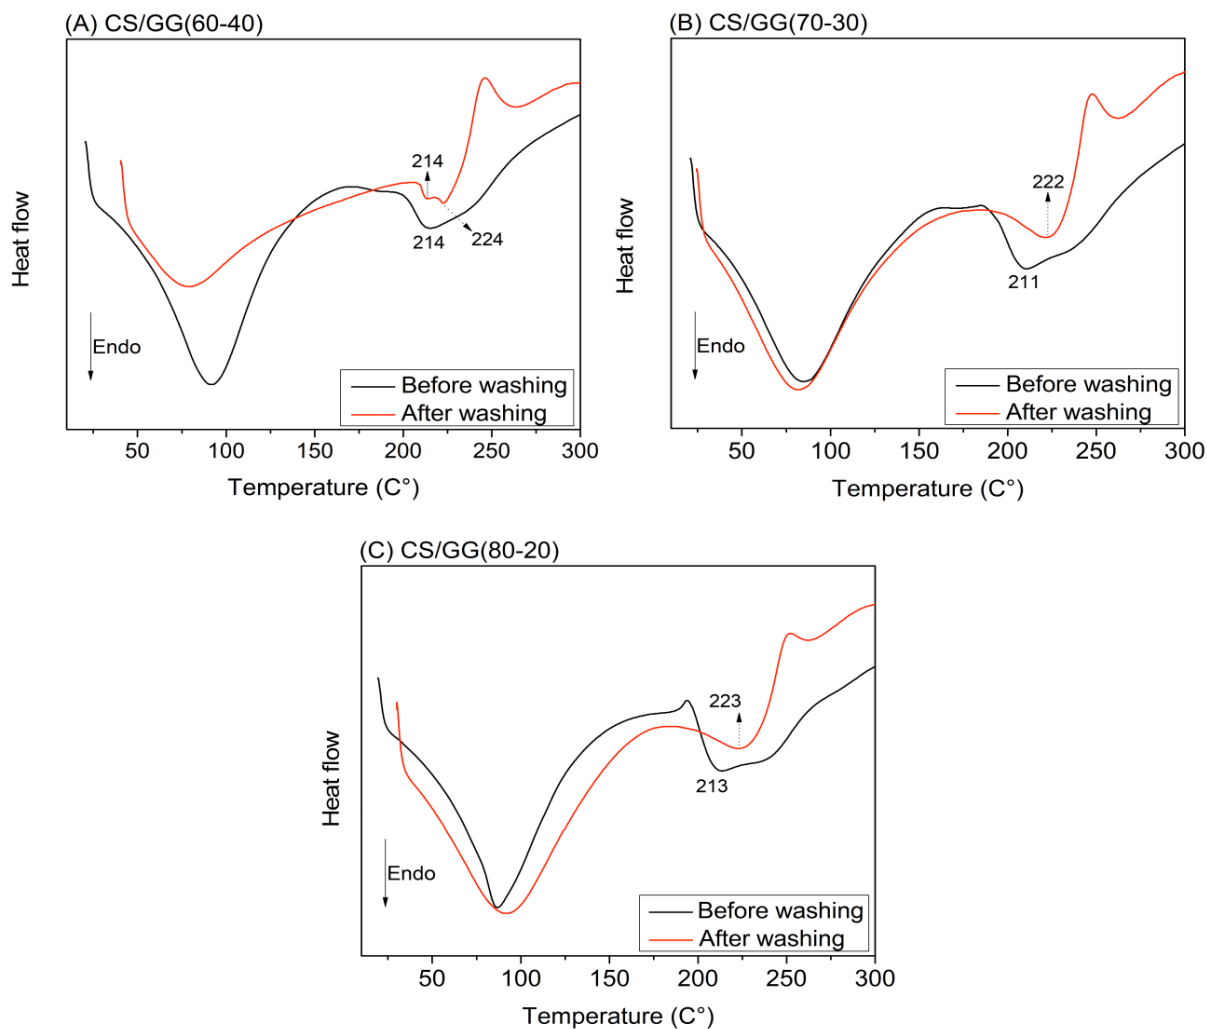 (A) CS/GG(60-40)
Heat flow
214
214
224
Endo
Before washing
After washing
50 100 150 200 250 300
Temperature (C°)
(B) CS/GG(70-30)
Heat flow
222
211
Endo
Before washing
After washing
50 100 150 200 250 300
Temperature (C°)
(C) CS/GG(80-20)
Heat flow
223
213
Endo
Before washing
After washing
50 100 150 200 250 300
Temperature (C°)